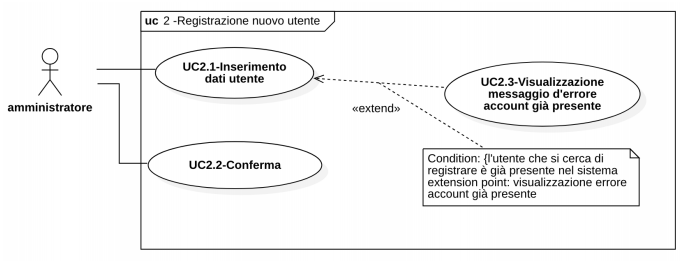 uc 2 -Registrazione nuovo utente
amministratore
UC2.1-Inserimento
dati utente
UC2.3-Visualizzazione
messaggio d'errore
account già presente
«extend»
UC2.2-Conferma
Condition: {l'utente che si cerca di
registrare è già presente nel sistema
extension point: visualizzazione errore
account già presente